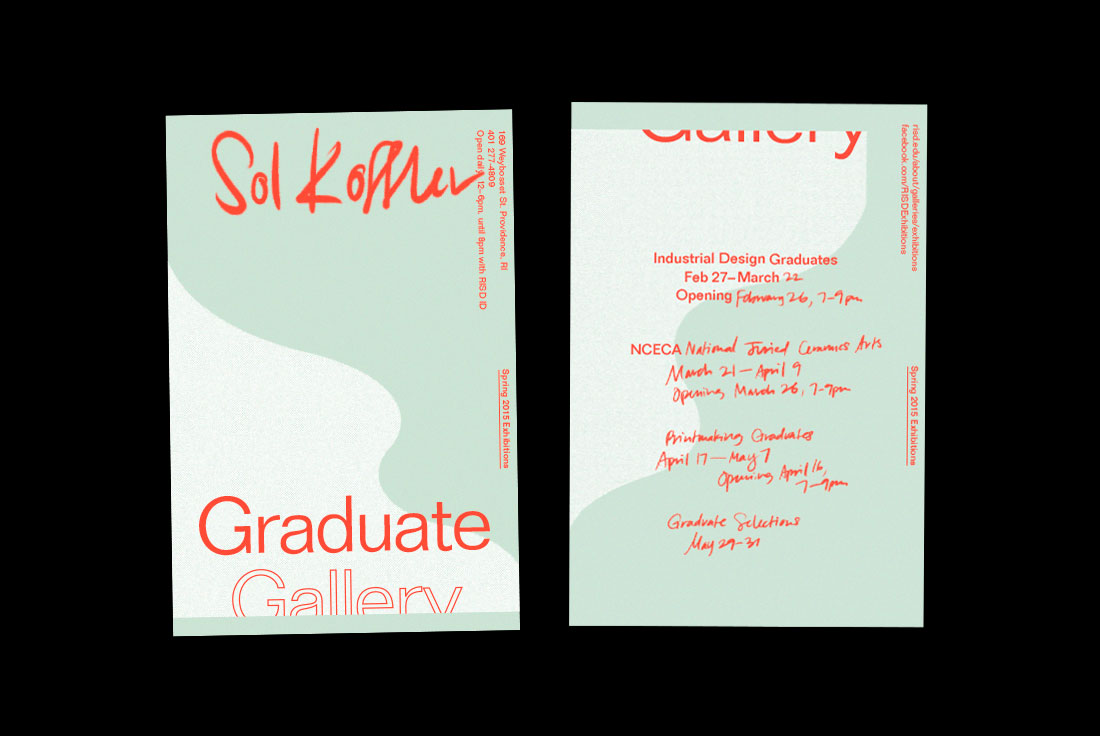 Sol Koffler
169 Weybosset St. Providence, RI
401 277-4809
Open daily, 12–6pm, until 8pm with RISD ID
Spring 2015 Exhibitions
Graduate
Gallery
Gallery
risd.edu/about/galleries/exhibitions
facebook.com/RISDExhibitions
Industrial Design Graduates
Feb 27–March 22
Opening February 26, 7–9pm
NCECA National Juried Ceramics Arts
March 21–April 9
Opening March 26, 7–9pm
Printmaking Graduates
April 17—May 7
Opening April 16,
7–9pm
Graduate Selections
May 29–31
Spring 2015 Exhibitions